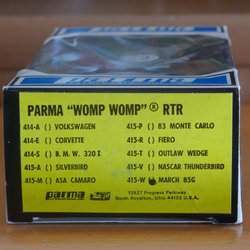 PARMA "WOMP WOMP"® RTR
414-A ( ) VOLKSWAGEN
414-E ( ) CORVETTE
414-S ( ) B.M.W. 320 I
415-A ( ) SILVERBIRD
415-M ( ) ASA CAMARO
415-P ( ) 83 MONTE CARLO
415-R ( ) FIERO
415-T ( ) OUTLAW WEDGE
415-V ( ) NASCAR THUNDERBIRD
415-W MARCH 85G
parma
13927 Progress Parkway
North Royalton, Ohio 44133 U.S.A.